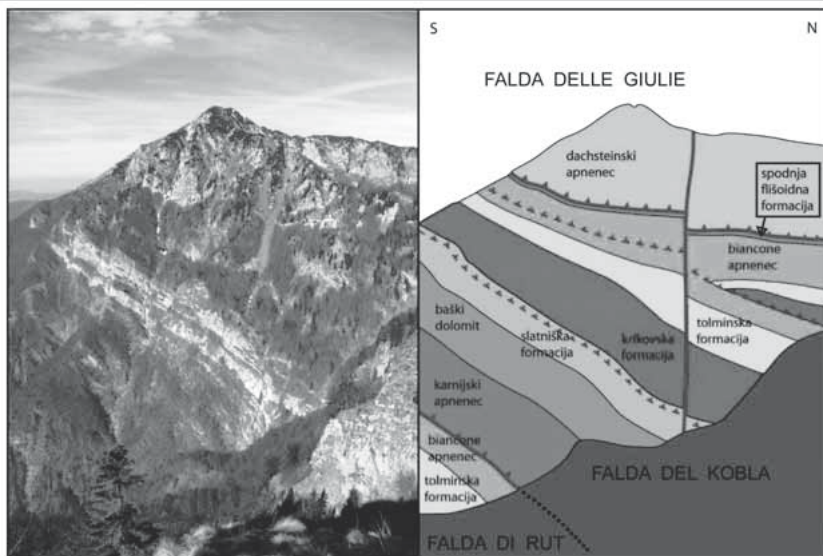 S
N
FALDA DELLE GIULIE
dachsteinski
apnenec
spodnja
flišoidna
formacija
biancone
apnenec
baški
dolomit
slatniška
formacija
krikovska
formacija
tolminska
formacija
karnijski
apnenec
biancone
apnenec
tolminska
formacija
FALDA DEL KOBLA
FALDA DI RUT